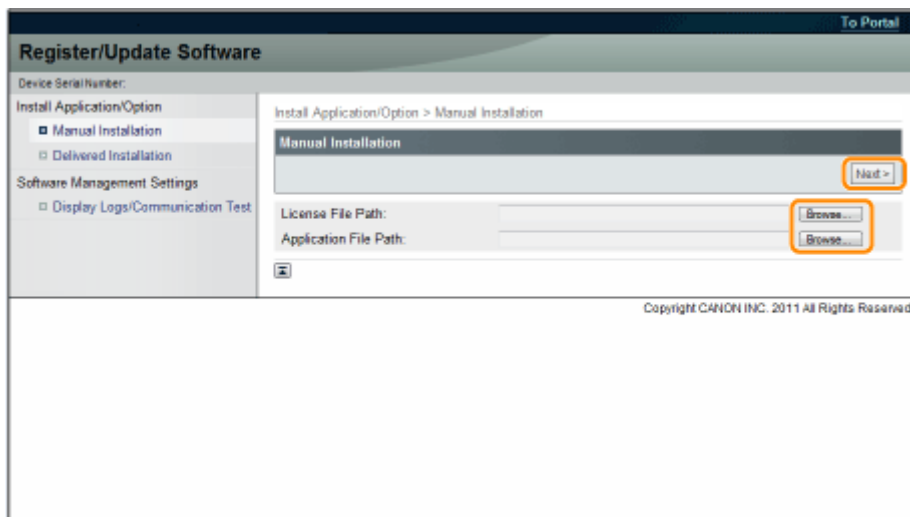 To Portal
Register/Update Software
Device Serial Number:
Install Application/Option
Manual Installation
Delivered Installation
Software Management Settings
Display Logs/Communication Test
Install Application/Option > Manual Installation
Manual Installation
Next >
License File Path:
Browse...
Application File Path:
Browse...
Copyright CANON INC. 2011 All Rights Reserved